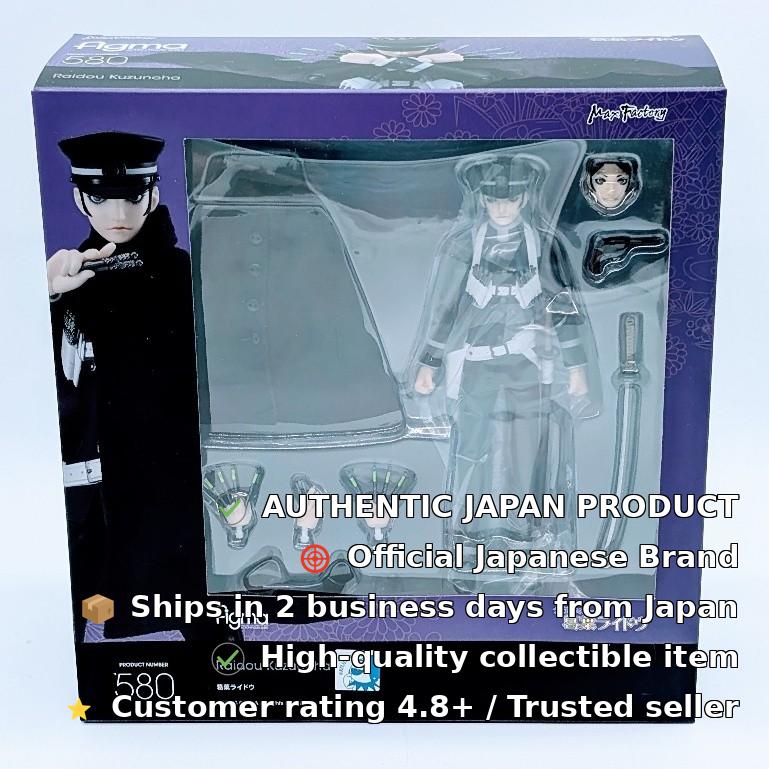 figma
580
Raidou Kuzunoha
Max Factory
AUTHENTIC JAPAN PRODUCT
Official Japanese Brand
Ships in 2 business days from Japan
figma
葛葉ライドウ
High-quality collectible item
PRODUCT NUMBER
580
Raidou Kuzunoha
葛葉ライドウ
Customer rating 4.8+ / Trusted seller